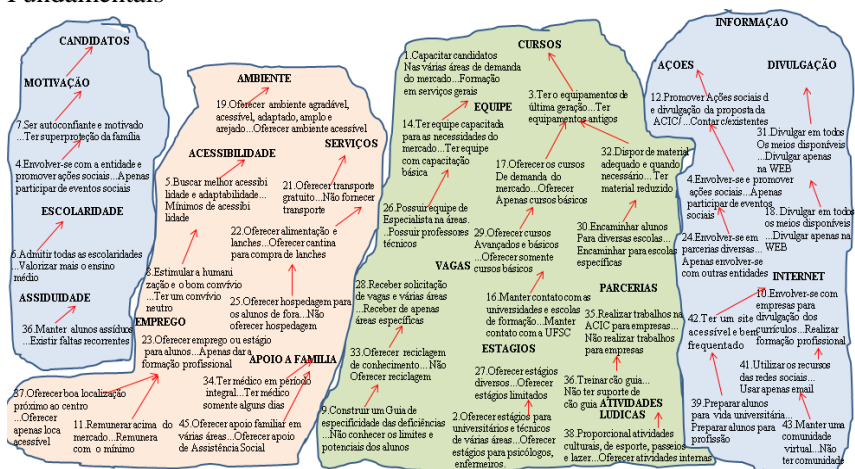 Fundamentais
CANDIDATOS
MOTIVAÇÃO
7.Ser autoconfiante e motivado
...Ter superproteção da família
4.Envolver-se com a entidade e
promover ações sociais...Apenas
participar de eventos sociais
ESCOLARIDADE
6.Admitir todas as escolaridades
...Valorizar mais o ensino
médio
ASSIDUIDADE
36.Manter alunos assíduos
...Existir faltas recorrentes
AMBIENTE
19.Oferecer ambiente agradável,
acessível, adaptado, amplo e
arejado...Oferecer ambiente acessível
SERVIÇOS
ACESSIBILIDADE
5.Buscar melhor acessibi
lidade e adaptabilidade...
Mínimos de acessibi
lidade
21.Oferecer transporte
gratuito...Não fornecer
transporte
22.Oferecer alimentação e
lanches...Oferecer cantina
para compra de lanches
8.Estimular a humani
zação e o bom convívio
...Ter um convívio
neutro
25.Oferecer hospedagem para
os alunos de fora...Não
oferecer hospedagem
EMPREGO
23.Oferecer emprego ou estágio
para alunos...Apenas dar a
formação profissional
APOIO A FAMILIA
34.Ter médico em período
integral...Ter médico
somente alguns dias
37.Oferecer boa localização
próximo ao centro
...Oferecer
apenas loca
acessível
11.Remunerar acima do
mercado...Remunera
com o mínimo
45.Oferecer apoio familiar em
várias áreas...Oferecer apoio
de Assistência Social
CURSOS
1.Capacitar candidatos
Nas várias áreas de demanda
do mercado...Formação
em serviços gerais
EQUIPE
14.Ter equipe capacitada
para as necessidades do
mercado...Ter equipe
com capacitação
básica
3.Ter o equipamentos de
última geração...Ter
equipamentos antigos
32.Dispor de material
adequado e quando
necessário...Ter
material reduzido
17.Oferecer os cursos
De demanda do
mercado...Oferecer
Apenas cursos básicos
26.Possuir equipe de
Especialista na áreas.
.Possuir professores
técnicos
29.Oferecer cursos
Avançados e básicos
...Oferecer somente
cursos básicos
30.Encaminhar alunos
Para diversas escolas...
Encaminhar para escolas
específicas
VAGAS
28.Receber solicitação
de vagas e várias áreas
...Receber de apenas
áreas específicas
16.Manter contato com as
universidades e escolas
de formação...Manter
contato com a UFSC
PARCERIAS
35.Realizar trabalhos na
ACIC para empresas...
Não realizar trabalhos
para empresas
ESTAGIOS
33.Oferecer reciclagem
de conhecimento...Não
Oferecer reciclagem
27.Oferecer estágios
diversos...Oferecer
estágios limitados
36.Treinar cão guia...
Não ter suporte de
cão guia
ATIVIDADES
LUDICAS
9.Construir um Guia de
especificidade das deficiências
...Não conhecer os limites e
potenciais dos alunos
2.Oferecer estágios para
universitários e técnicos
de várias áreas...Oferecer
estágios para psicólogos,
enfermeiros.
38.Proporcional atividades
culturais, de esporte, passeios
e lazer...Oferecer atividades internas
INFORMAÇAO
AÇOES
DIVULGAÇÃO
12.Promover Ações sociais d
e divulgação da proposta da
ACIC/...Contar c/existentes
31.Divulgar em todos
Os meios disponíveis
...Divulgar apenas
na WEB
4.Envolver-se e promover
ações sociais...Apenas
participar de eventos
sociais
18. Divulgar em todos
os meios disponíveis
...Divulgar apenas na
WEB
24.Envolver-se em
parcerias diversas...
Apenas envolver-se
com outras entidades
INTERNET
10.Envolver-se com
empresas para
divulgação dos
currículos...Realizar
formação profissional
42.Ter um site
acessível e bem
frequentado
41.Utilizar os recursos
das redes sociais...
Usar apenas email
39.Preparar alunos
para vida universitária...
Preparar alunos para
profissão
43.Manter uma
comunidade
virtual...Não
ter comunidade